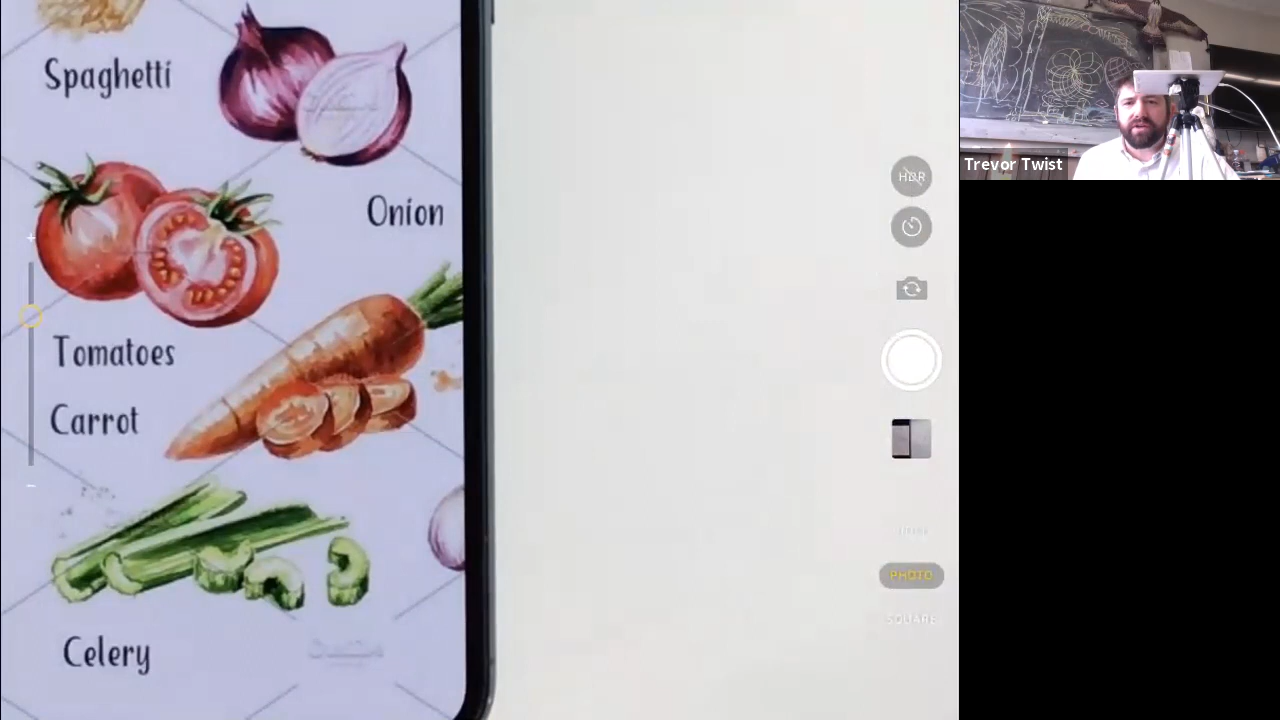 Spaghetti
Onion
Tomatoes
Carrot
Celery
HDR
PHOTO
SQUARE
Trevor Twist